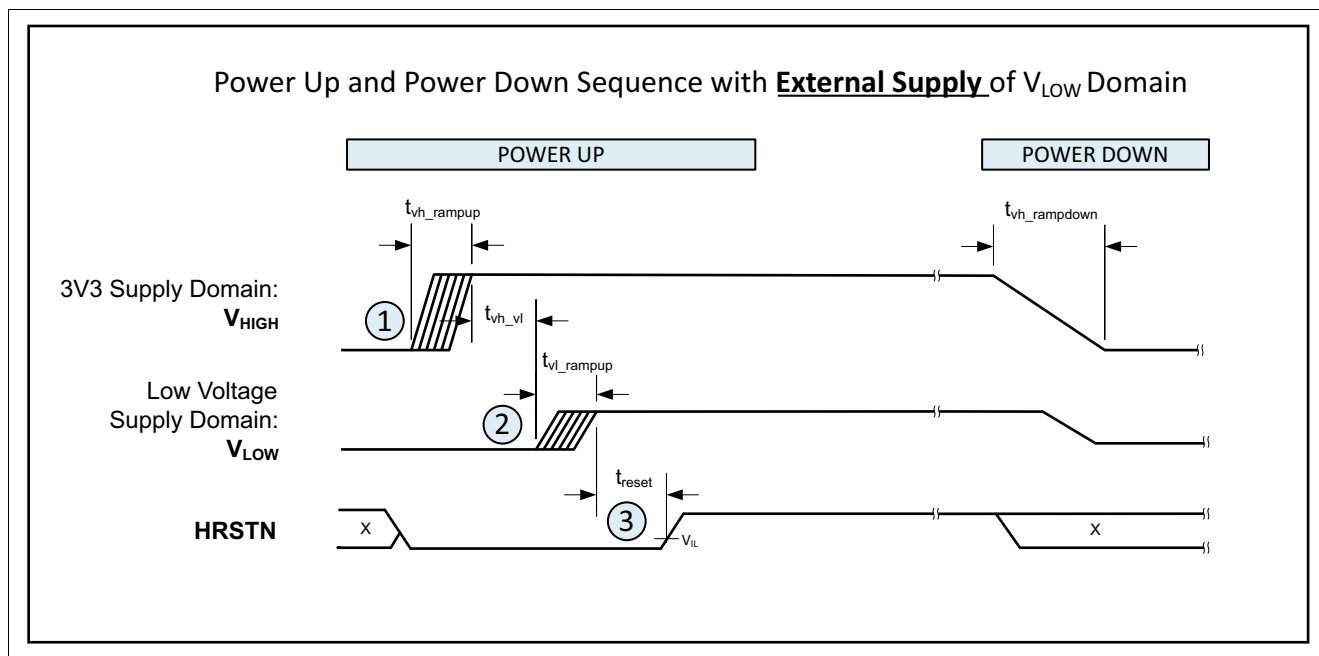 Power Up and Power Down Sequence with External Supply of VLOW Domain
POWER UP
POWER DOWN
tvh_rampup
tvh_rampdown
3V3 Supply Domain:
VHIGH
1
tvh_vl
tvl_rampup
Low Voltage
Supply Domain:
VLOW
2
treset
HRSTN
X
3
VIL
X